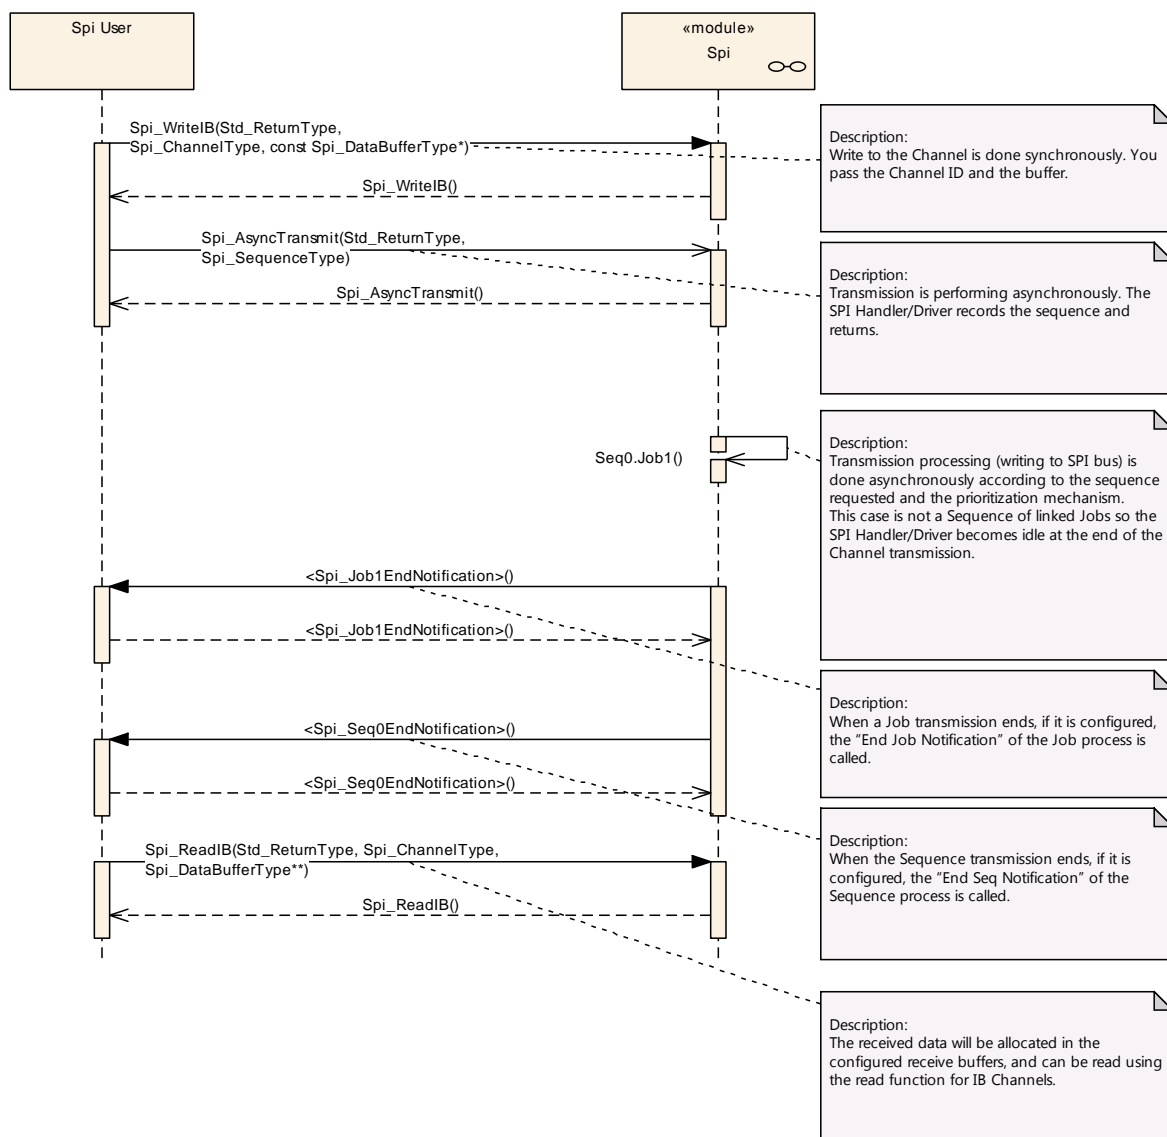 Spi User
«module»
Spi
Spi_WriteIB(Std_ReturnType,
Spi_ChannelType, const Spi_DataBufferType*)
Description:
Write to the Channel is done synchronously. You
pass the Channel ID and the buffer.
Spi_WriteIB()
Spi_AsyncTransmit(Std_ReturnType,
Spi_SequenceType)
Description:
Transmission is performing asynchronously. The
SPI Handler/Driver records the sequence and
returns.
Spi_AsyncTransmit()
Seq0.Job1()
Description:
Transmission processing (writing to SPI bus) is
done asynchronously according to the sequence
requested and the prioritization mechanism.
This case is not a Sequence of linked Jobs so the
SPI Handler/Driver becomes idle at the end of the
Channel transmission.
<Spi_Job1EndNotification>()
<Spi_Job1EndNotification>()
Description:
When a Job transmission ends, if it is configured,
the "End Job Notification" of the Job process is
called.
<Spi_Seq0EndNotification>()
<Spi_Seq0EndNotification>()
Description:
When the Sequence transmission ends, if it is
configured, the "End Seq Notification" of the
Sequence process is called.
Spi_ReadIB(Std_ReturnType, Spi_ChannelType,
Spi_DataBufferType**)
Spi_ReadIB()
Description:
The received data will be allocated in the
configured receive buffers, and can be read using
the read function for IB Channels.